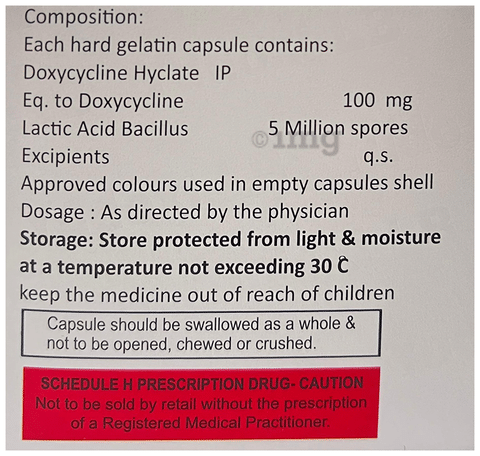 Composition:
Each hard gelatin capsule contains:
Doxycycline Hyclate IP
Eq. to Doxycycline 100 mg
Lactic Acid Bacillus 5 Million spores
Excipients q.s.
Approved colours used in empty capsules shell
Dosage : As directed by the physician
Storage: Store protected from light & moisture
at a temperature not exceeding 30 C̊
keep the medicine out of reach of children
Capsule should be swallowed as a whole &
not to be opened, chewed or crushed.
SCHEDULE H PRESCRIPTION DRUG- CAUTION
Not to be sold by retail without the prescription
of a Registered Medical Practitioner.
©1mg